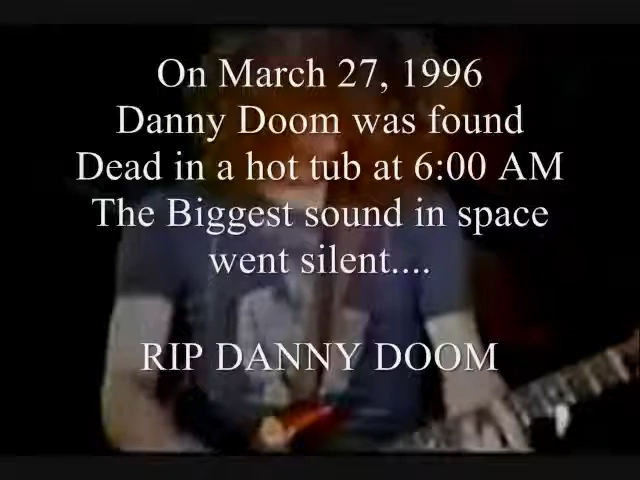 On March 27, 1996
Danny Doom was found
Dead in a hot tub at 6:00 AM
The Biggest sound in space
went silent....
RIP DANNY DOOM